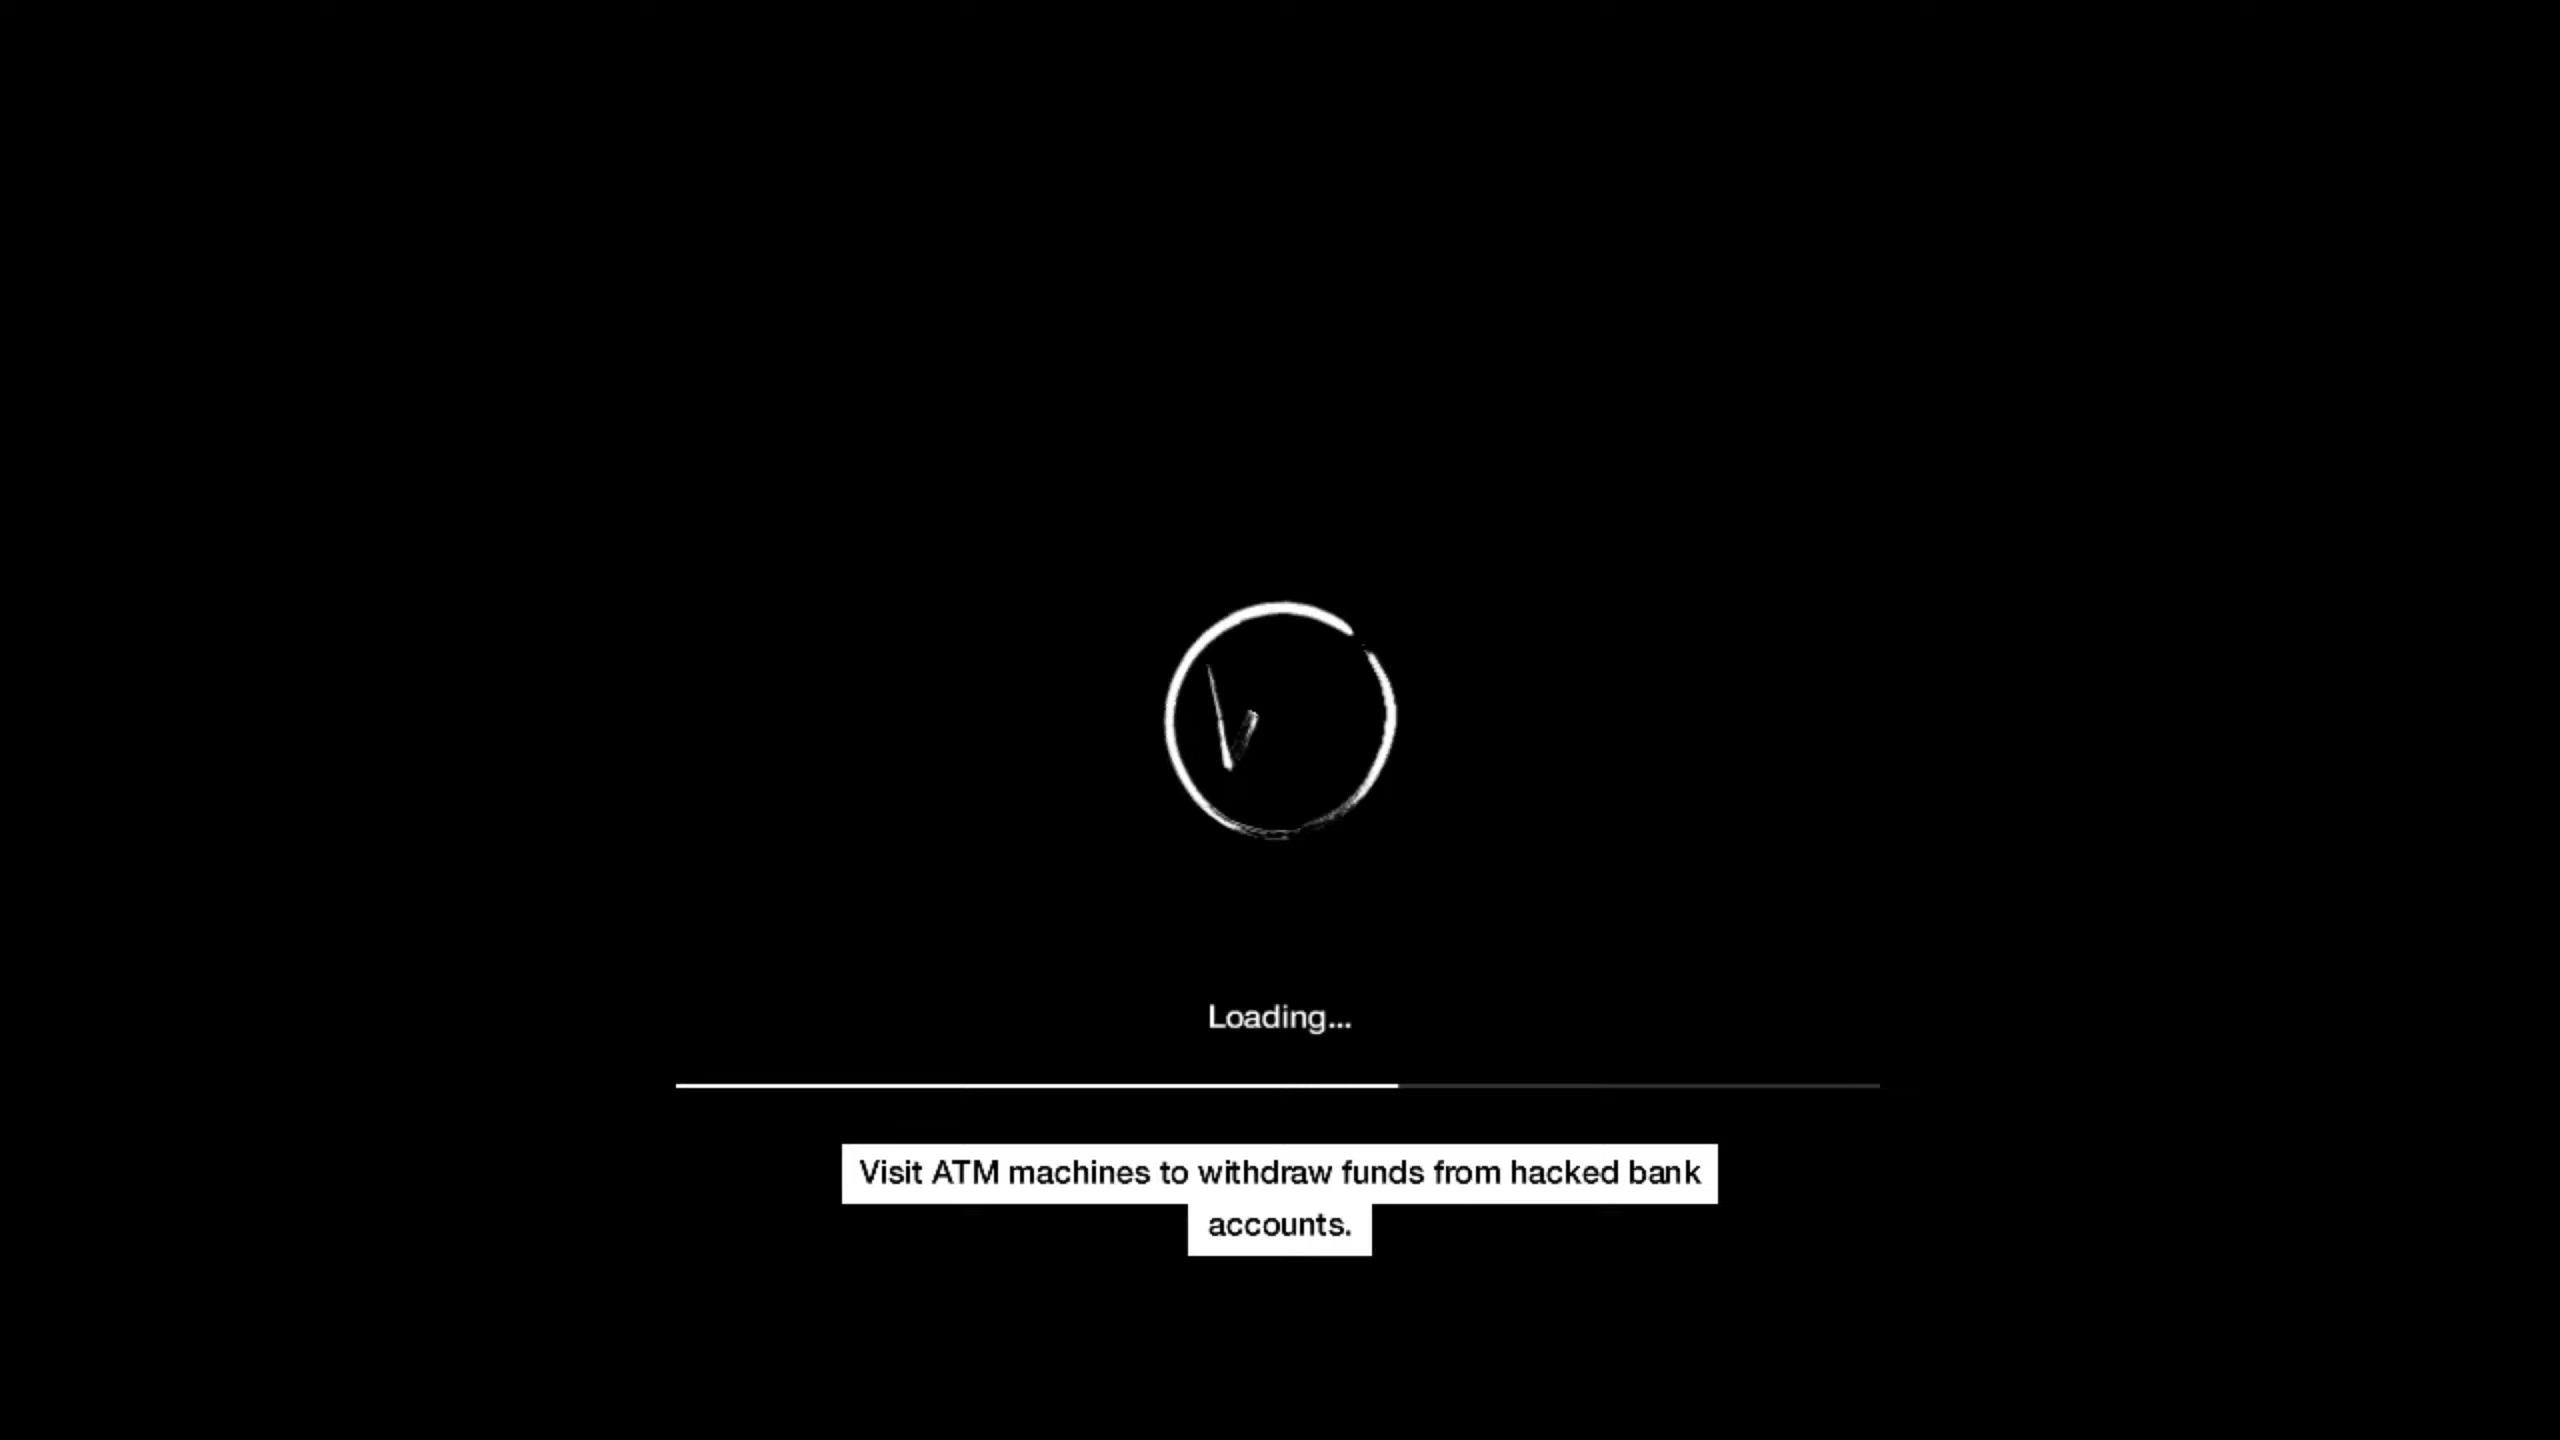 Loading...
Visit ATM machines to withdraw funds from hacked bank
accounts.